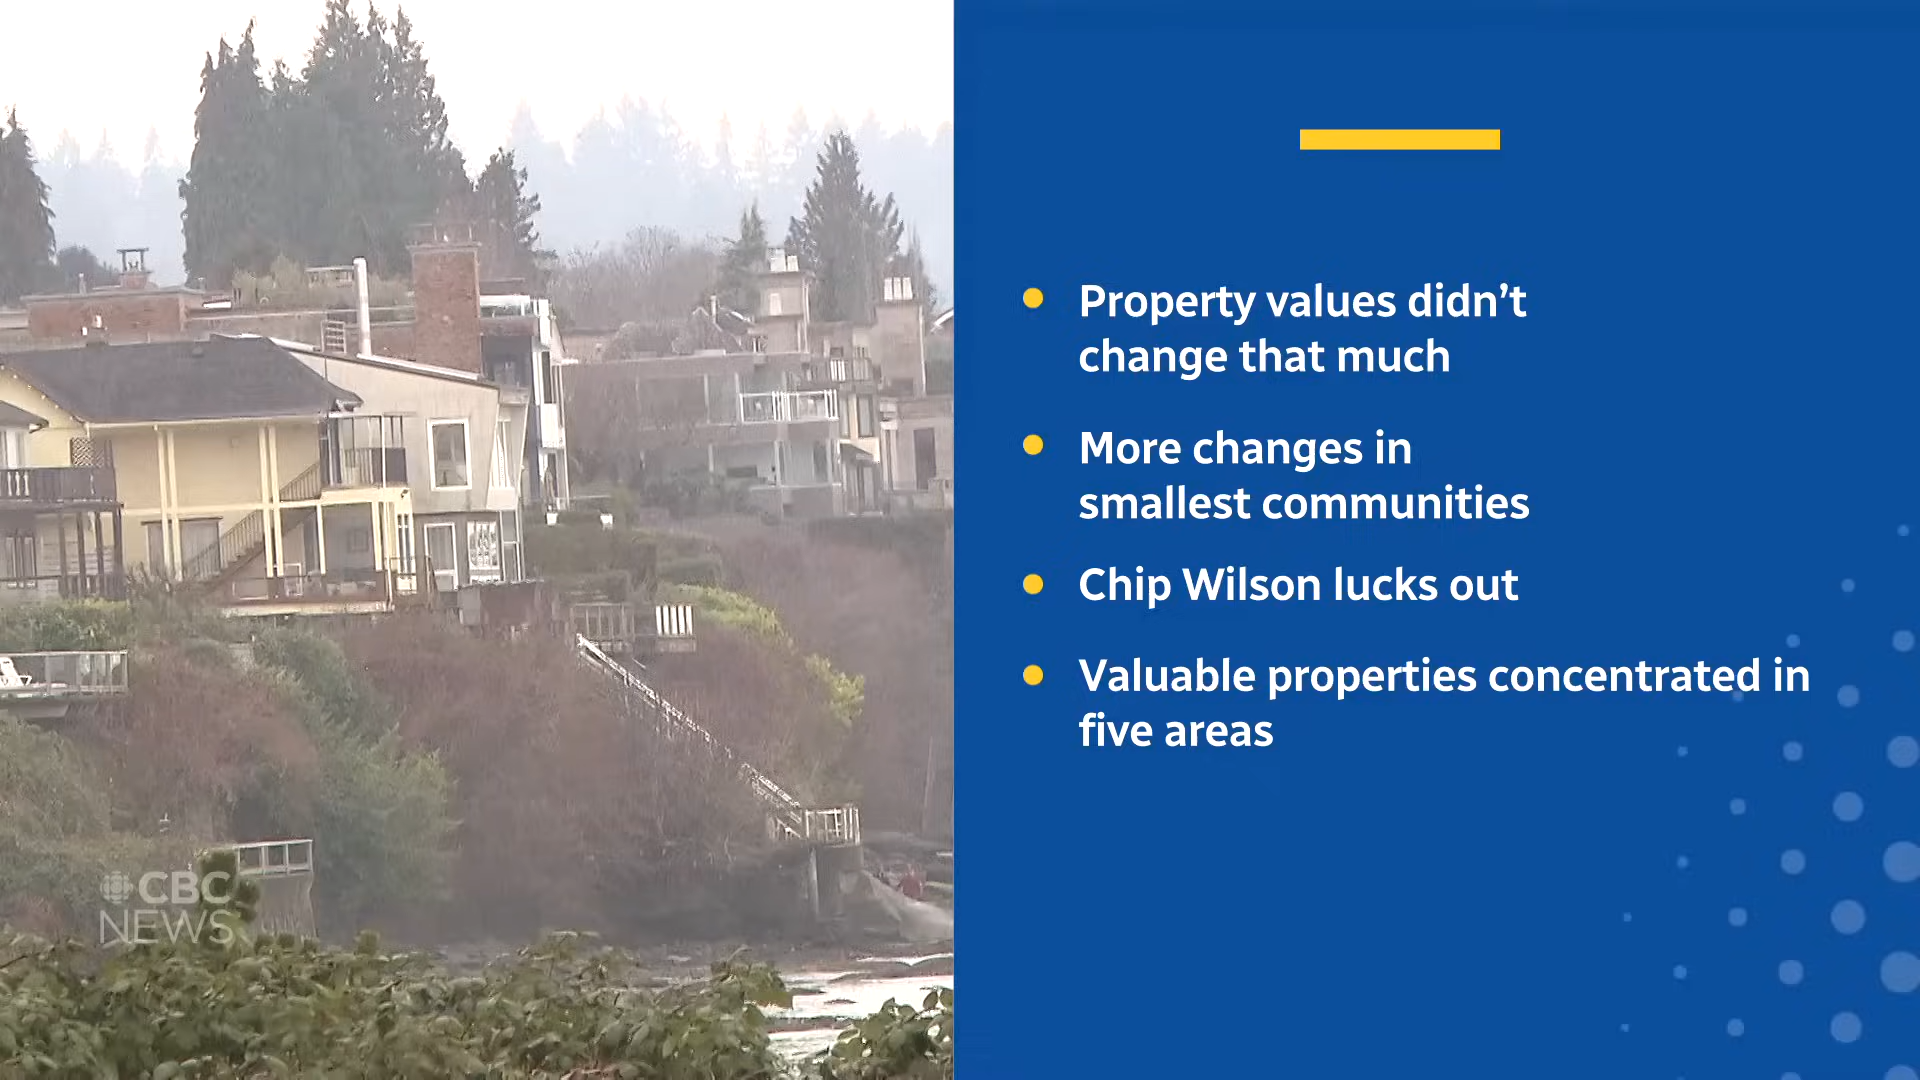 Property values didn’t
change that much
More changes in
smallest communities
Chip Wilson lucks out
Valuable properties concentrated in
five areas
CBC
NEWS